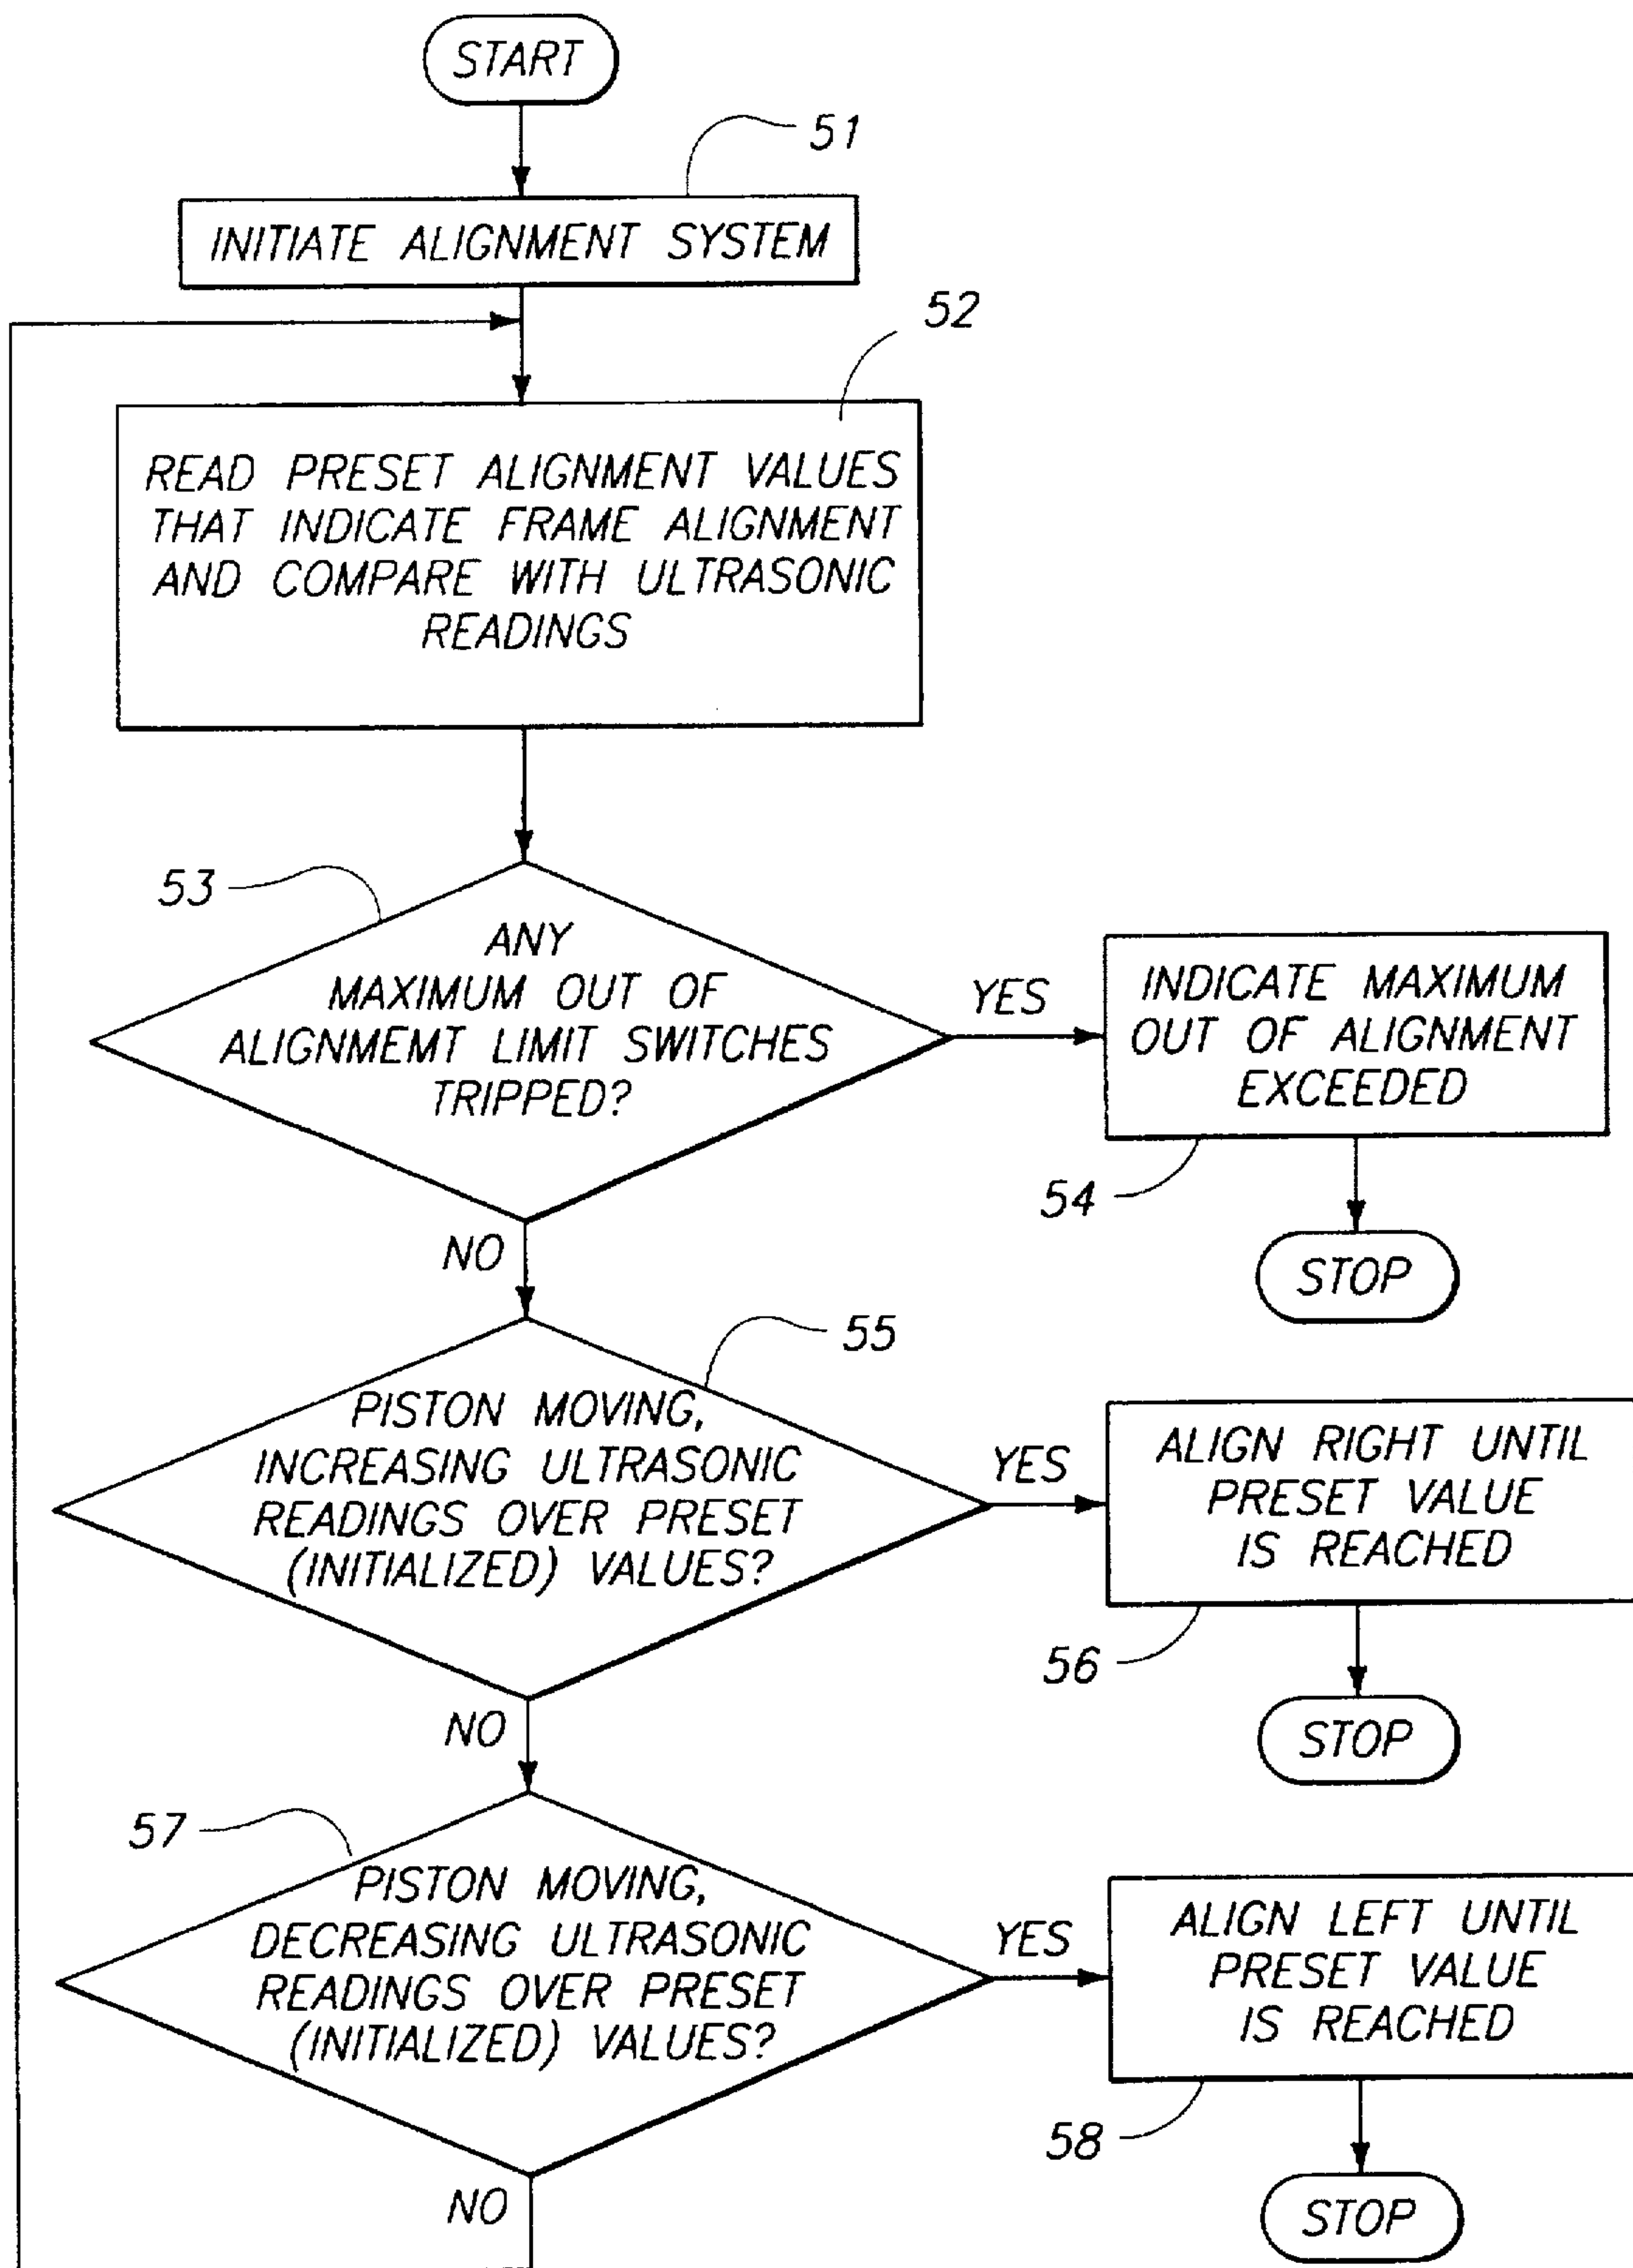 START
51
INITIATE ALIGNMENT SYSTEM
52
READ PRESET ALIGNMENT VALUES
THAT INDICATE FRAME ALIGNMENT
AND COMPARE WITH ULTRASONIC
READINGS
53
ANY
MAXIMUM OUT OF
ALIGNMEMT LIMIT SWITCHES
TRIPPED?
YES
INDICATE MAXIMUM
OUT OF ALIGNMENT
EXCEEDED
54
STOP
NO
55
PISTON MOVING,
INCREASING ULTRASONIC
READINGS OVER PRESET
(INITIALIZED) VALUES?
YES
ALIGN RIGHT UNTIL
PRESET VALUE
IS REACHED
56
STOP
NO
57
PISTON MOVING,
DECREASING ULTRASONIC
READINGS OVER PRESET
(INITIALIZED) VALUES?
YES
ALIGN LEFT UNTIL
PRESET VALUE
IS REACHED
58
STOP
NO